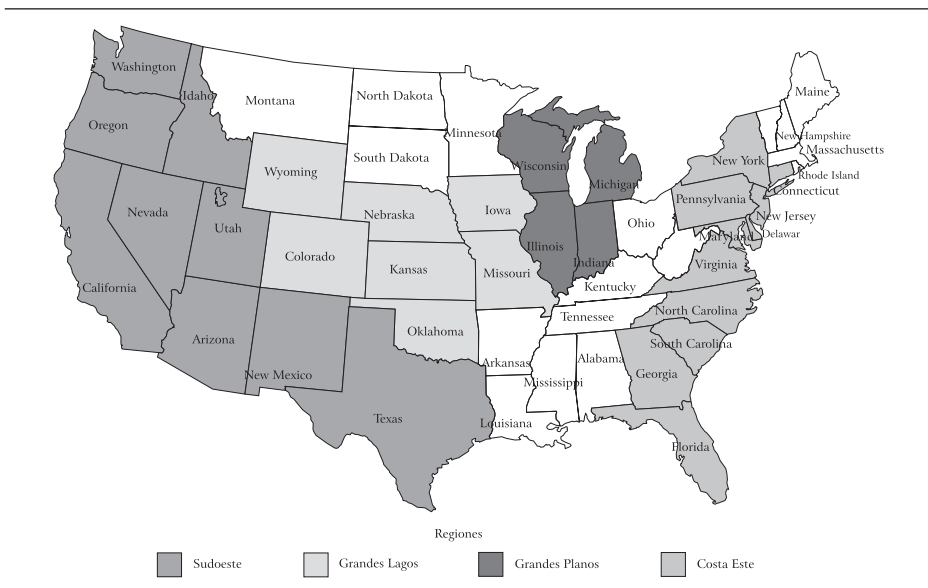 Washington
Idaho
Montana
North Dakota
Minnesota
Maine
Oregon
South Dakota
Wisconsin
Michigan
New Hampshire
Massachusetts
New York
Rhode Island
Connecticut
Wyoming
Nebraska
Iowa
Pennsylvania
New Jersey
Nevada
Utah
Ohio
Illinois
Indiana
Maryland
Delawar
Colorado
Kansas
Missouri
Virginia
California
Kentucky
North Carolina
Tennessee
Arizona
Oklahoma
South Carolina
New Mexico
Arkansas
Alabama
Georgia
Mississippi
Texas
Louisiana
Florida
Regiones
Sudoeste Grandes Lagos Grandes Planos Costa Este